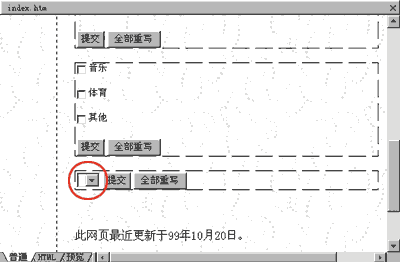 index.htm
提交 全部重写
音乐
体育
其他
提交 全部重写
提交 全部重写
此网页最近更新于99年10月20日。
普通 HTML 预览